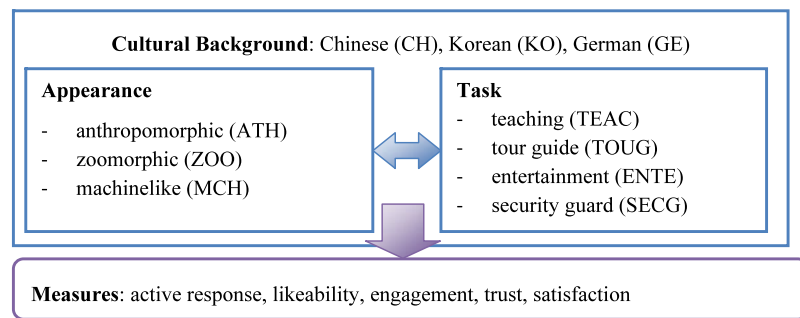 Cultural Background: Chinese (CH), Korean (KO), German (GE)
Appearance
- anthropomorphic (ATH)
- zoomorphic (ZOO)
- machinelike (MCH)
Task
- teaching (TEAC)
- tour guide (TOUG)
- entertainment (ENTE)
- security guard (SECG)
Measures: active response, likeability, engagement, trust, satisfaction